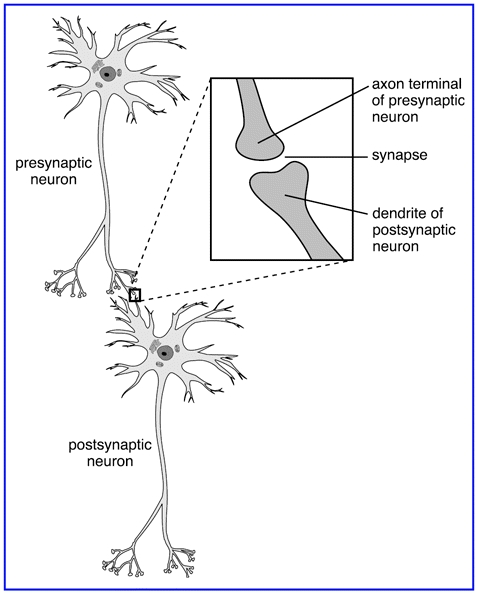 axon terminal
of presynaptic
neuron
synapse
presynaptic
neuron
dendrite of
postsynaptic
neuron
postsynaptic
neuron